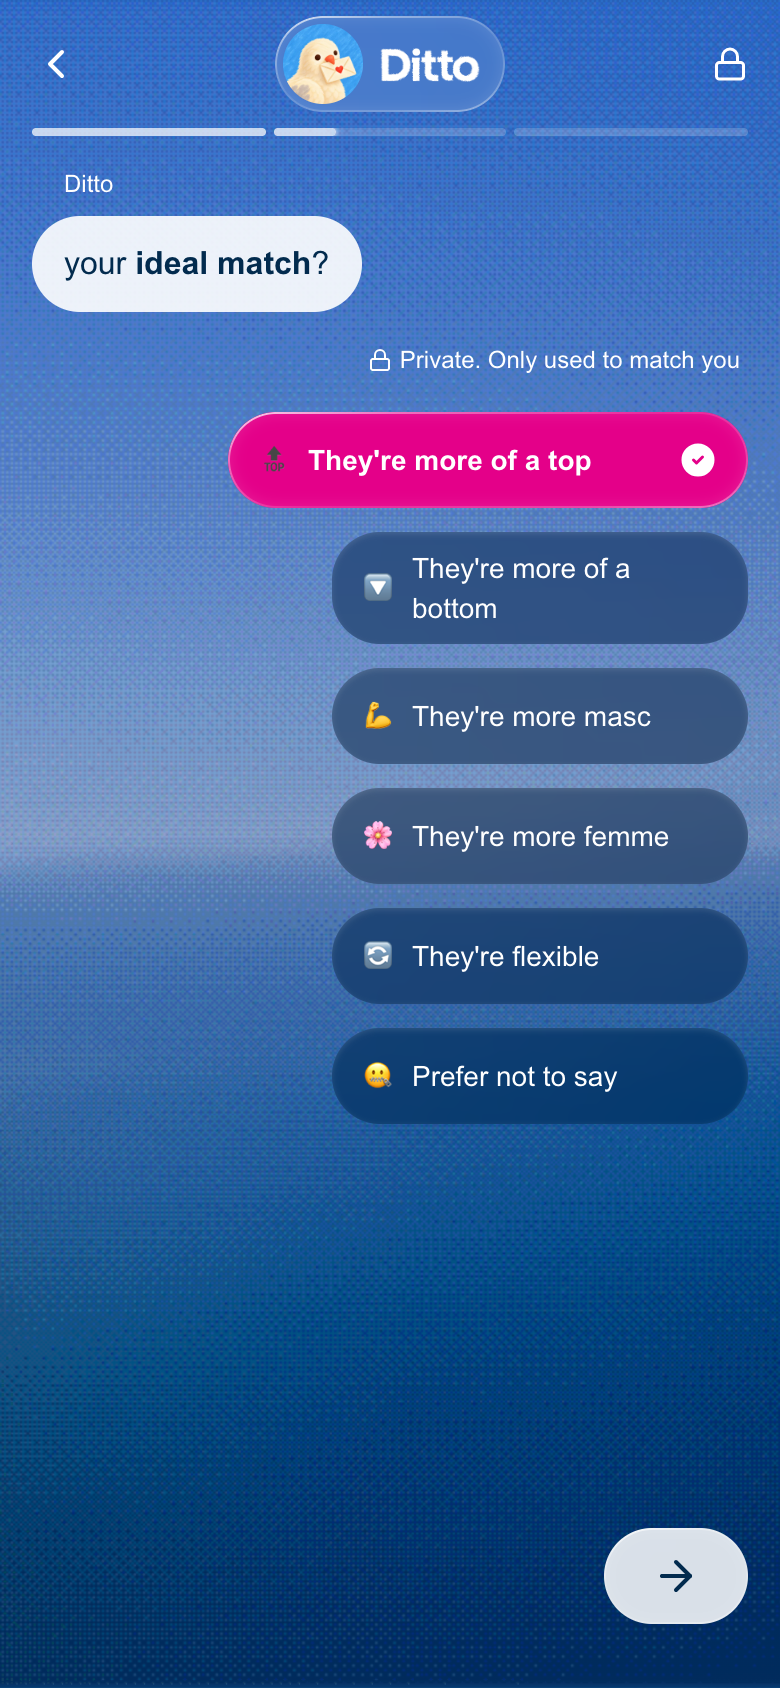 Ditto
Ditto
your ideal match?
Private. Only used to match you
TOP
They're more of a top
They're more of a
bottom
They're more masc
They're more femme
They're flexible
Prefer not to say